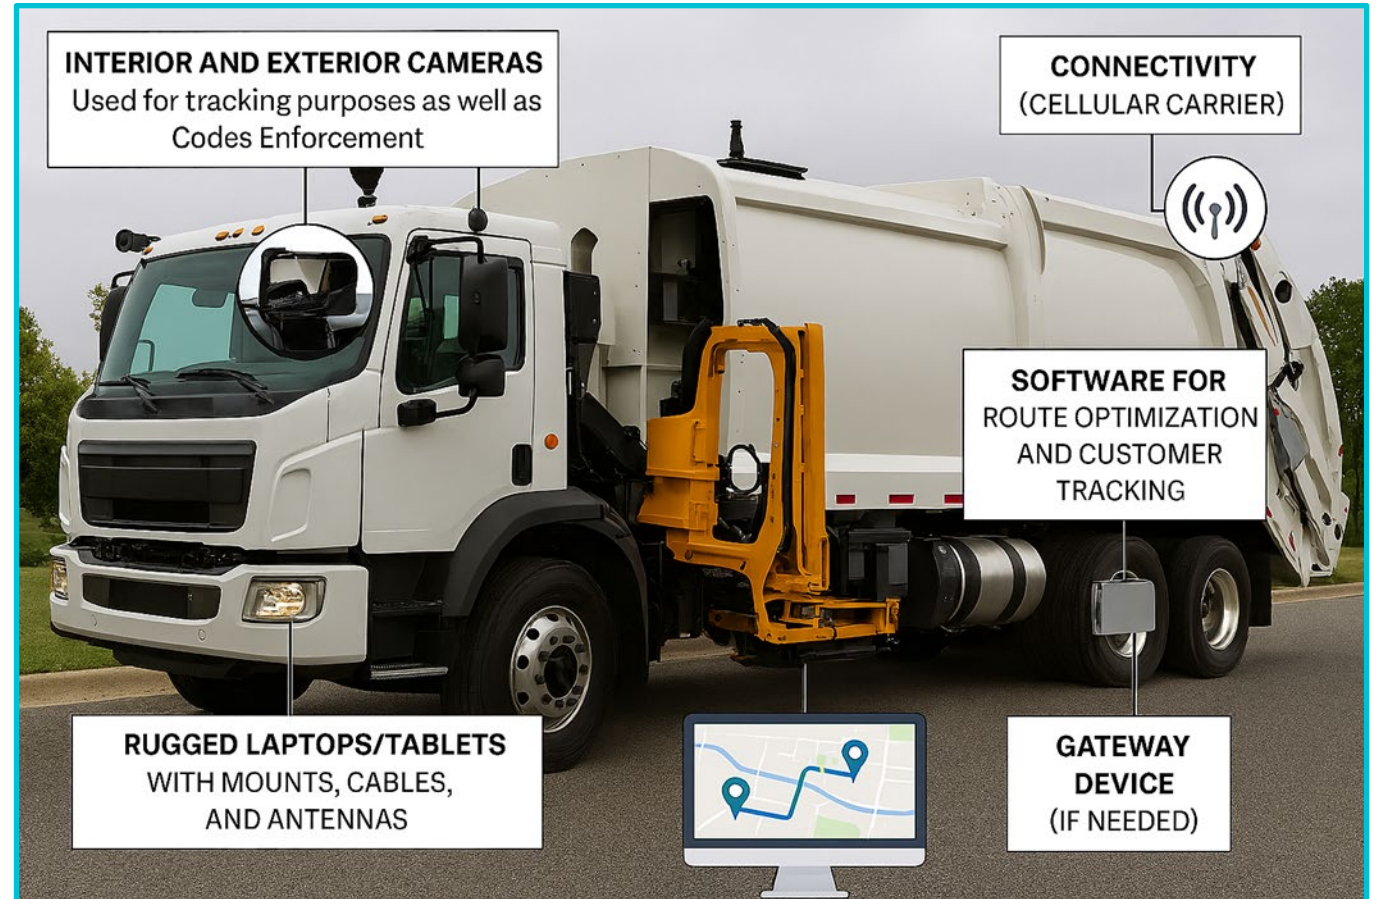 INTERIOR AND EXTERIOR CAMERAS
Used for tracking purposes as well as
Codes Enforcement
CONNECTIVITY
(CELLULAR CARRIER)
SOFTWARE FOR
ROUTE OPTIMIZATION
AND CUSTOMER
TRACKING
RUGGED LAPTOPS/TABLETS
WITH MOUNTS, CABLES,
AND ANTENNAS
GATEWAY
DEVICE
(IF NEEDED)